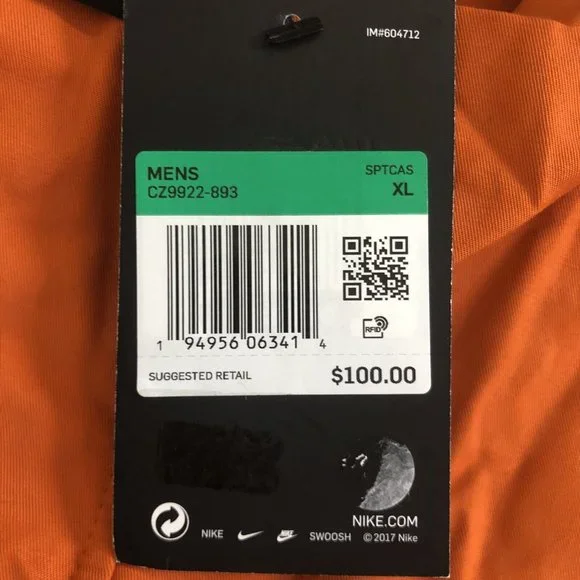 IM#604712
MENS SPTCAS
CZ9922-893 XL
1 94956 06341 4
RFID
SUGGESTED RETAIL $100.00
NIKE.COM
NIKE SWOOSH © 2017 Nike